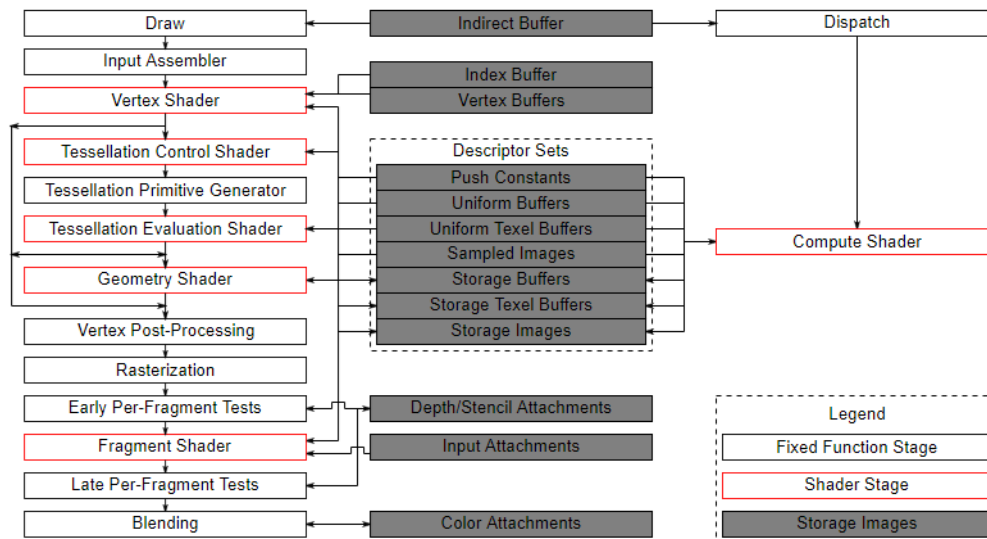 Draw
Indirect Buffer
Dispatch
Input Assembler
Index Buffer
Vertex Shader
Vertex Buffers
Tessellation Control Shader
Descriptor Sets
Tessellation Primitive Generator
Push Constants
Uniform Buffers
Tessellation Evaluation Shader
Uniform Texel Buffers
Compute Shader
Sampled Images
Geometry Shader
Storage Buffers
Storage Texel Buffers
Vertex Post-Processing
Storage Images
Rasterization
Early Per-Fragment Tests
Depth/Stencil Attachments
Legend
Fragment Shader
Input Attachments
Fixed Function Stage
Late Per-Fragment Tests
Shader Stage
Blending
Color Attachments
Storage Images